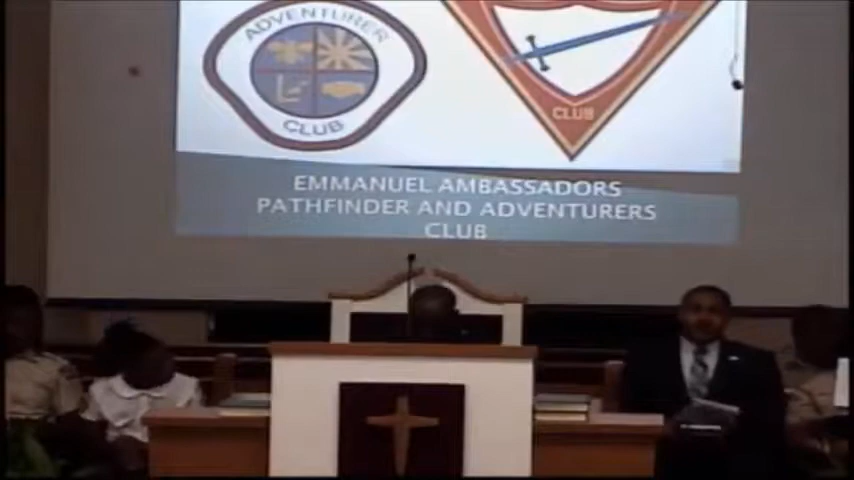 ADVENTURER
CLUB
CLUB
EMMANUEL AMBASSADORS
PATHFINDER AND ADVENTURERS
CLUB